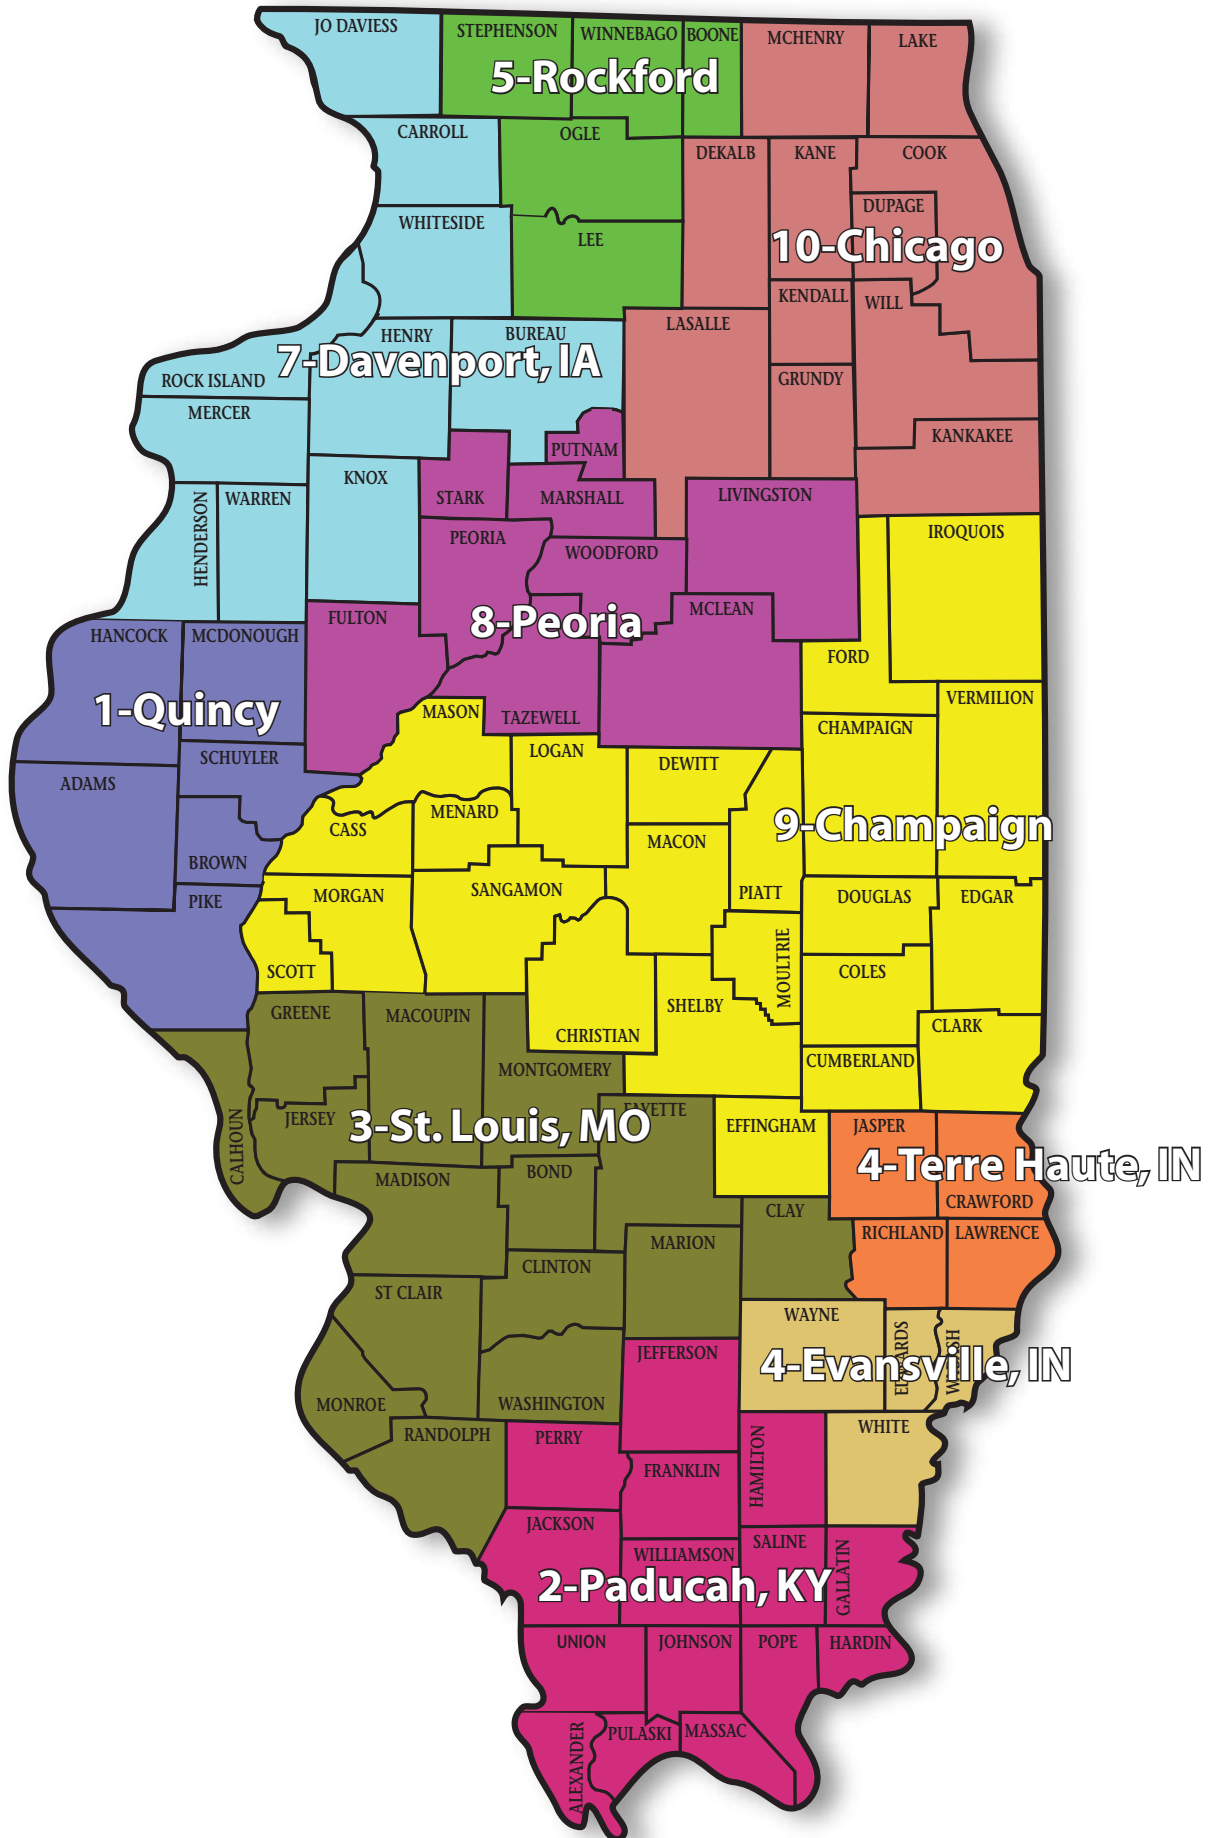 JO DAVIESS
STEPHENSON
WINNEBAGO
BOONE
MCHENRY
LAKE
5-Rockford
CARROLL
OGLE
DEKALB
KANE
COOK
DUPAGE
WHITESIDE
LEE
10-Chicago
KENDALL
WILL
HENRY
BUREAU
LASALLE
7-Davenport, IA
ROCK ISLAND
GRUNDY
MERCER
KANKAKEE
PUTNAM
KNOX
STARK
MARSHALL
LIVINGSTON
HENDERSON
WARREN
PEORIA
WOODFORD
IROQUOIS
FULTON
8-Peoria
MCLEAN
HANCOCK
MCDONOUGH
FORD
VERMILION
1-Quincy
MASON
TAZEWELL
CHAMPAIGN
SCHUYLER
LOGAN
DEWITT
ADAMS
MENARD
CASS
MACON
9-Champaign
BROWN
PIKE
MORGAN
SANGAMON
PIATT
DOUGLAS
EDGAR
SCOTT
MOULTRIE
COLES
GREENE
MACOUPIN
CHRISTIAN
SHELBY
CLARK
MONTGOMERY
CUMBERLAND
CALHOUN
JERSEY
3-St. Louis, MO
FAYETTE
EFFINGHAM
JASPER
4-Terre Haute, IN
MADISON
BOND
CRAWFORD
CLAY
MARION
RICHLAND
LAWRENCE
CLINTON
ST CLAIR
WAYNE
EDWARDS
WABASH
JEFFERSON
4-Evansville, IN
MONROE
WASHINGTON
RANDOLPH
PERRY
WHITE
FRANKLIN
HAMILTON
JACKSON
WILLIAMSON
SALINE
GALLATIN
2-Paducah, KY
UNION
JOHNSON
POPE
HARDIN
ALEXANDER
PULASKI
MASSAC